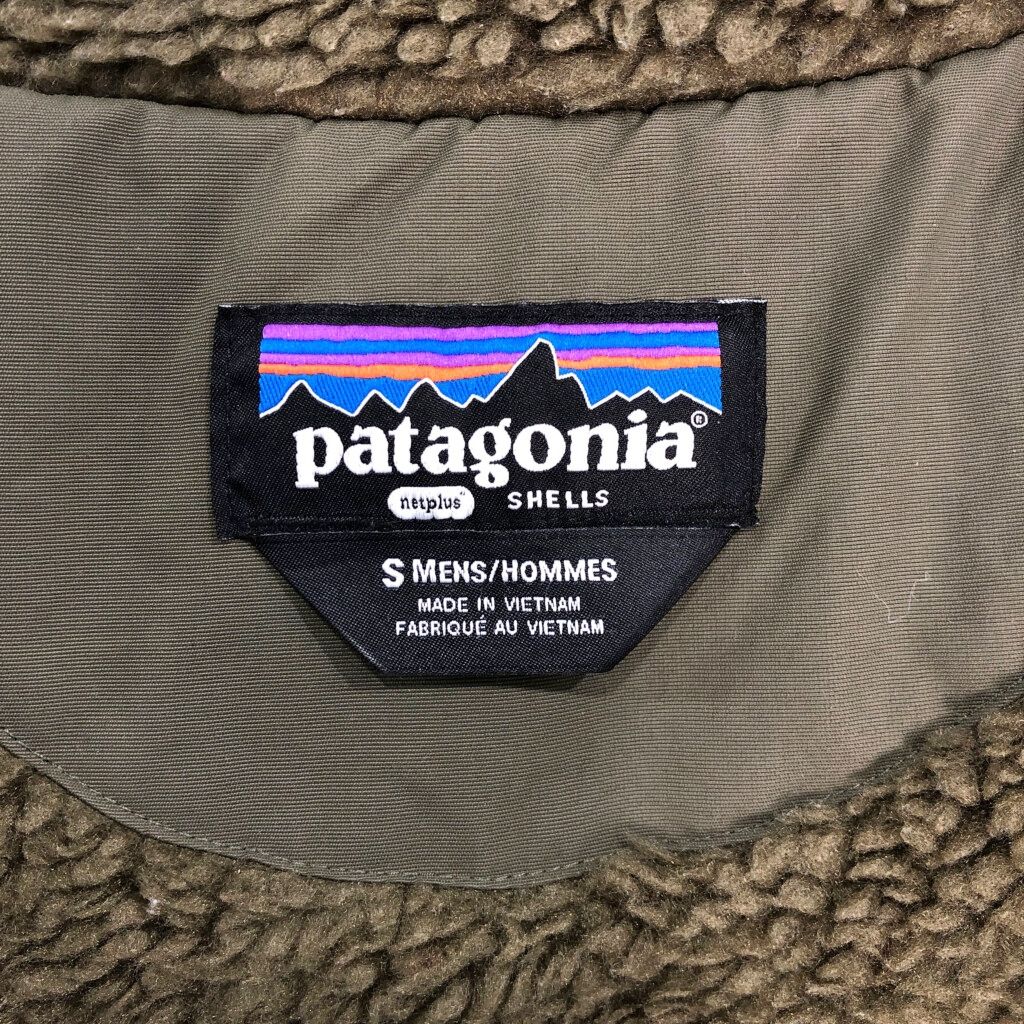 patagonia®
netplus® SHELLS
S MENS/HOMMES
MADE IN VIETNAM
FABRIQUÉ AU VIETNAM